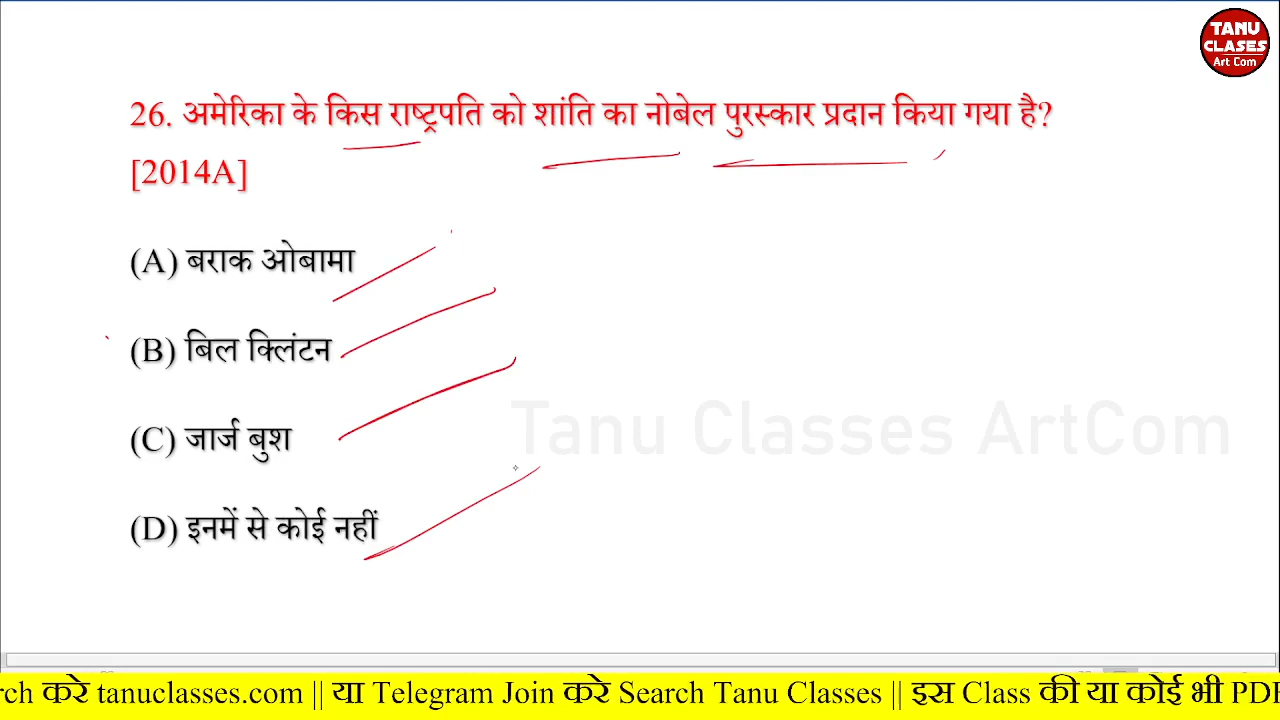 TANU
CLASES
Art Com
26. अमेरिका के किस राष्ट्रपति को शांति का नोबेल पुरस्कार प्रदान किया गया है?
[2014A]
(A) बराक ओबामा
(B) बिल क्लिंटन
(C) जार्ज बुश
(D) इनमें से कोई नहीं
Tanu Classes ArtCom
rch करे tanuclasses.com || या Telegram Join करे Search Tanu Classes || इस Class की या कोई भी PDF